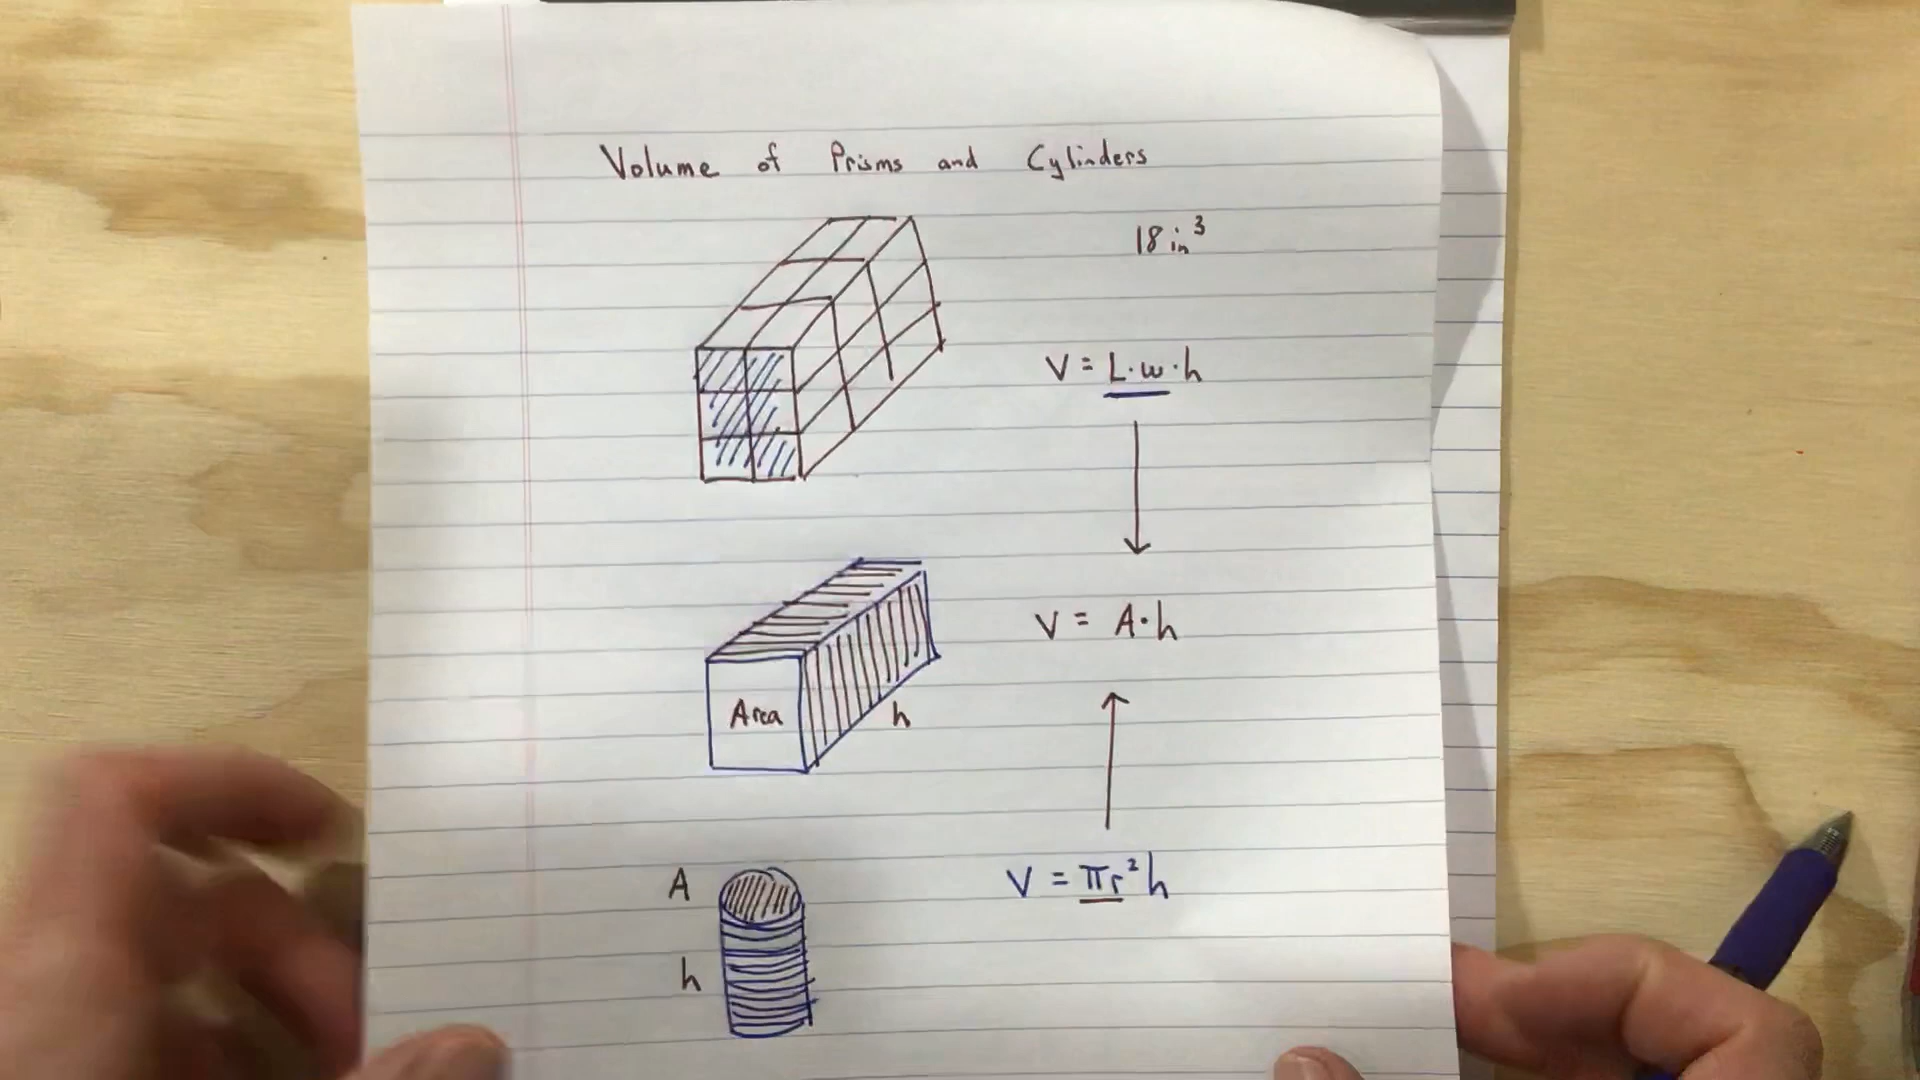 Volume of Prisms and Cylinders
18 in³
V = L·w·h
V = A·h
Area
h
A
V = πr²h
h